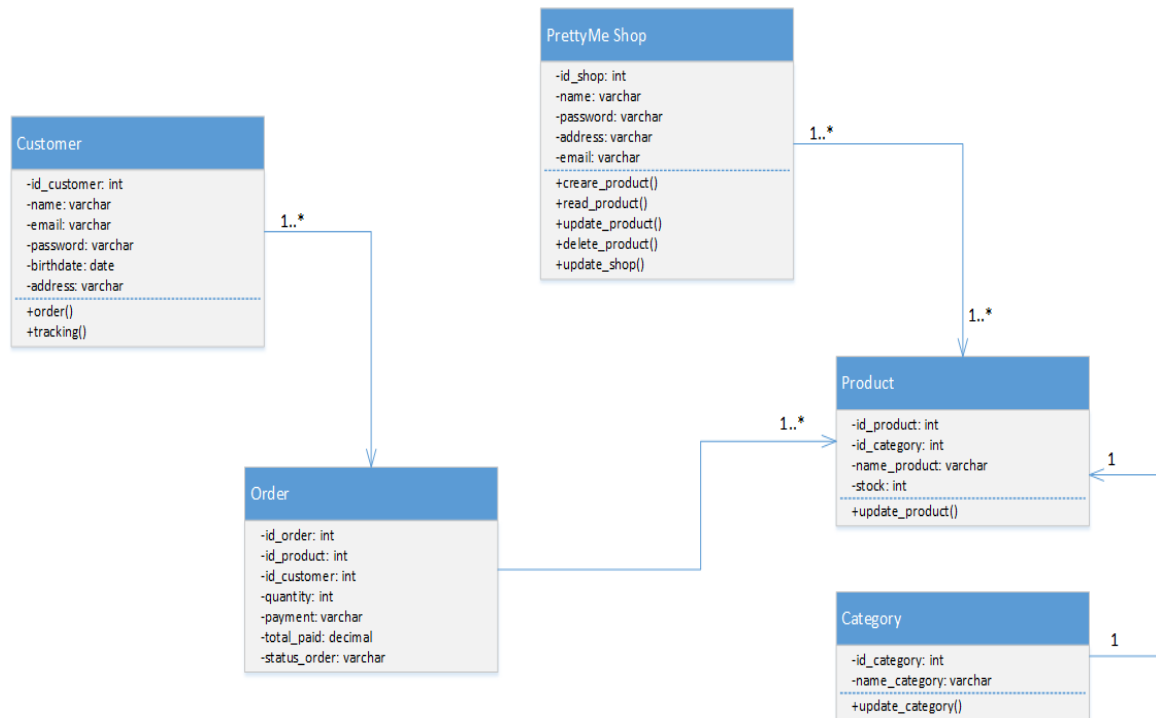 PrettyMe Shop
-id_shop: int
-name: varchar
-password: varchar
-address: varchar
-email: varchar
+creare_product()
+read_product()
+update_product()
+delete_product()
+update_shop()
1..*
Customer
-id_customer: int
-name: varchar
-email: varchar
-password: varchar
-birthdate: date
-address: varchar
+order()
+tracking()
1..*
1..*
Product
-id_product: int
-id_category: int
-name_product: varchar
-stock: int
+update_product()
1..*
1
Order
-id_order: int
-id_product: int
-id_customer: int
-quantity: int
-payment: varchar
-total_paid: decimal
-status_order: varchar
Category
-id_category: int
-name_category: varchar
+update_category()
1